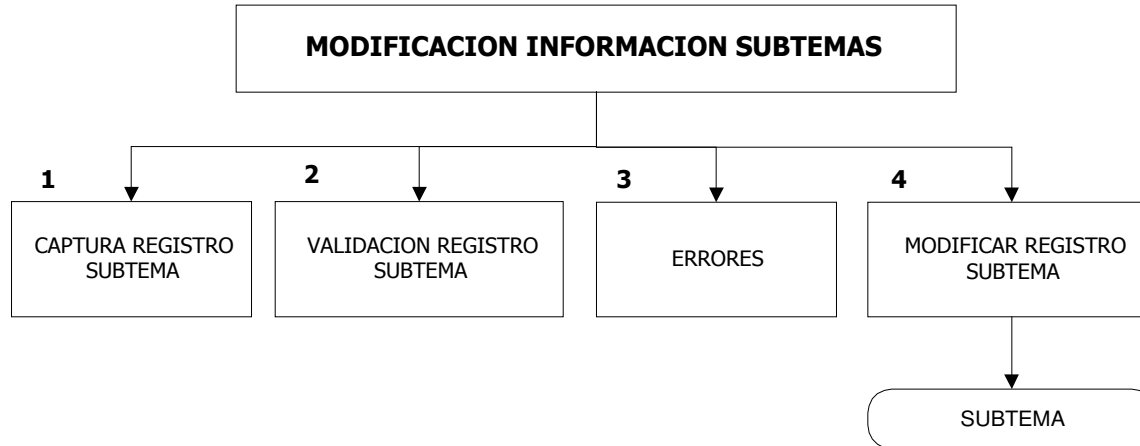 MODIFICACION INFORMACION SUBTEMAS
1
2
3
4
CAPTURA REGISTRO
SUBTEMA
VALIDACION REGISTRO
SUBTEMA
ERRORES
MODIFICAR REGISTRO
SUBTEMA
SUBTEMA